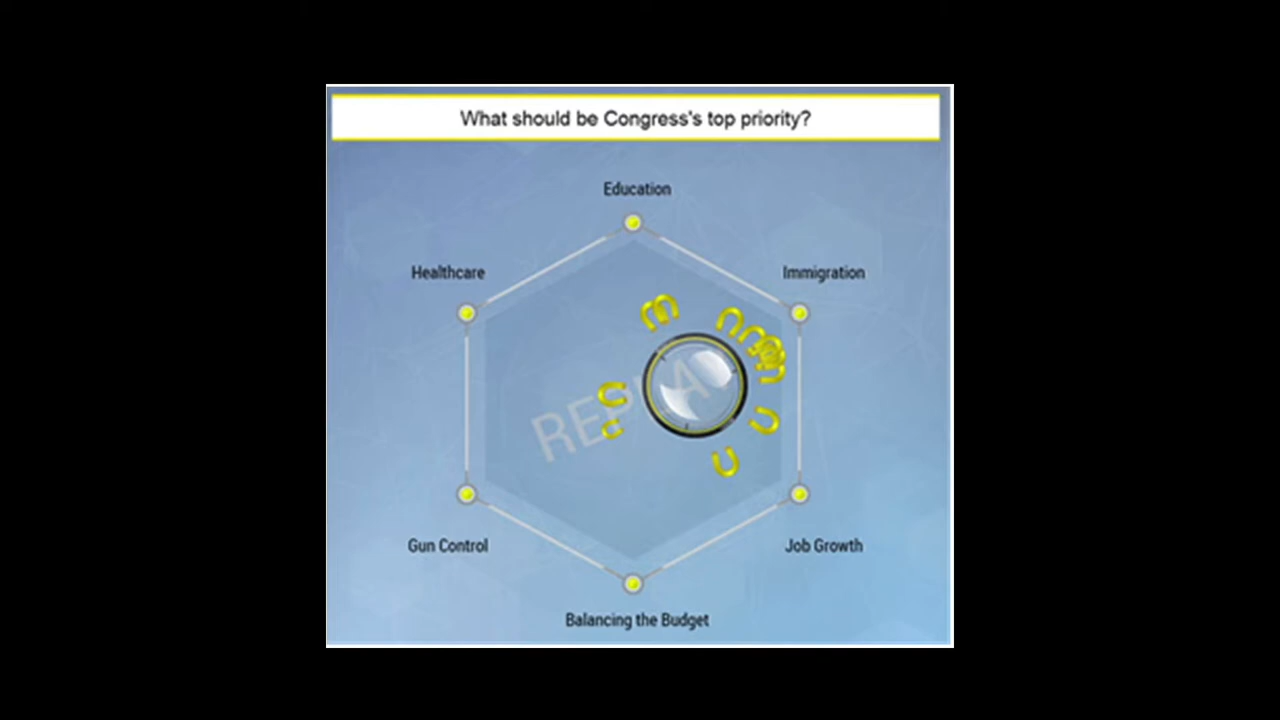 What should be Congress's top priority?
Education
Healthcare
Immigration
Gun Control
Job Growth
Balancing the Budget